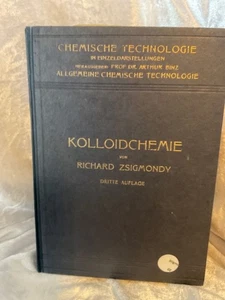 CHEMISCHE TECHNOLOGIE
IN EINZELDARSTELLUNGEN
HERAUSGEBER: PROF. DR. ARTHUR BINZ
ALLGEMEINE CHEMISCHE TECHNOLOGIE
KOLLOIDCHEMIE
VON
RICHARD ZSIGMONDY
DRITTE AUFLAGE